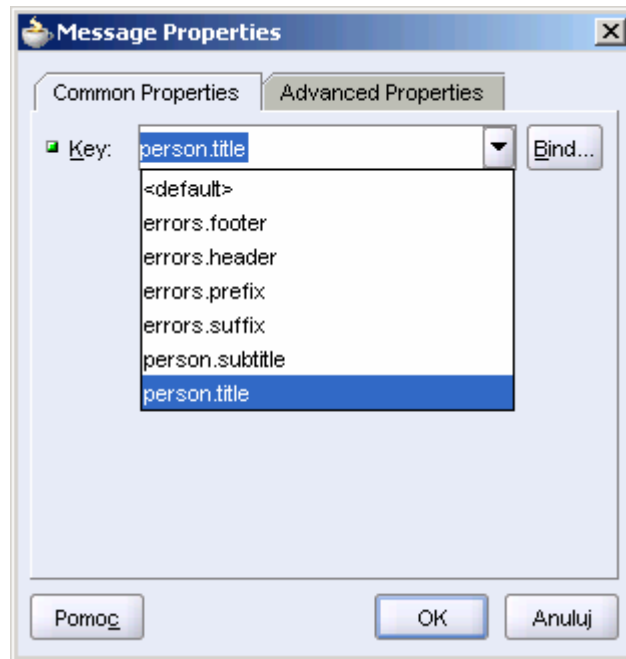 Message Properties
Common Properties Advanced Properties
Key: person.title Bind...
<default>
errors.footer
errors.header
errors.prefix
errors.suffix
person.subtitle
person.title
Pomoc OK Anuluj